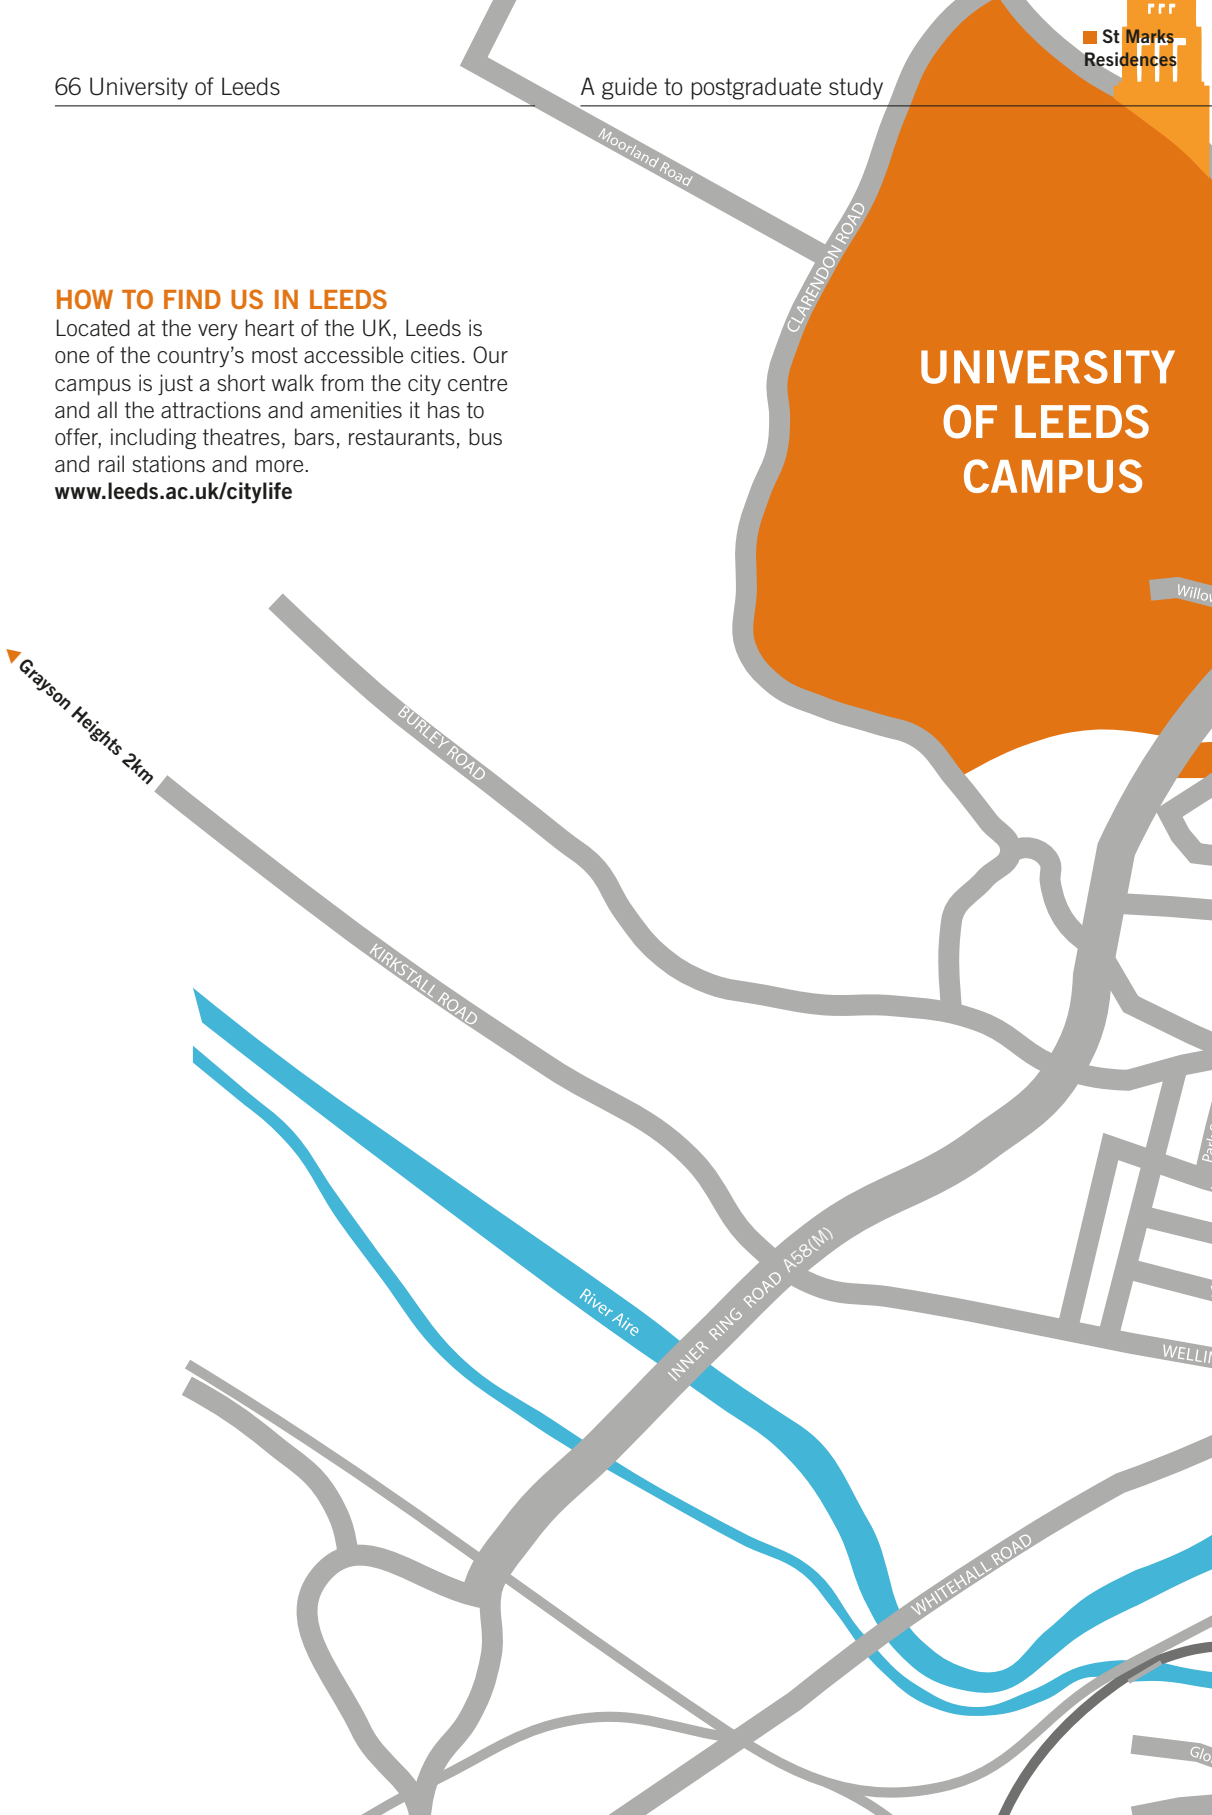 66 University of Leeds
A guide to postgraduate study
St Marks
Residences
Moorland Road
CLARENDON ROAD
HOW TO FIND US IN LEEDS
Located at the very heart of the UK, Leeds is
one of the country's most accessible cities. Our
campus is just a short walk from the city centre
and all the attractions and amenities it has to
offer, including theatres, bars, restaurants, bus
and rail stations and more.
www.leeds.ac.uk/citylife
UNIVERSITY
OF LEEDS
CAMPUS
Grayson Heights 2km
BURLEY ROAD
KIRKSTALL ROAD
River Aire
INNER RING ROAD A58(M)
WHITEHALL ROAD